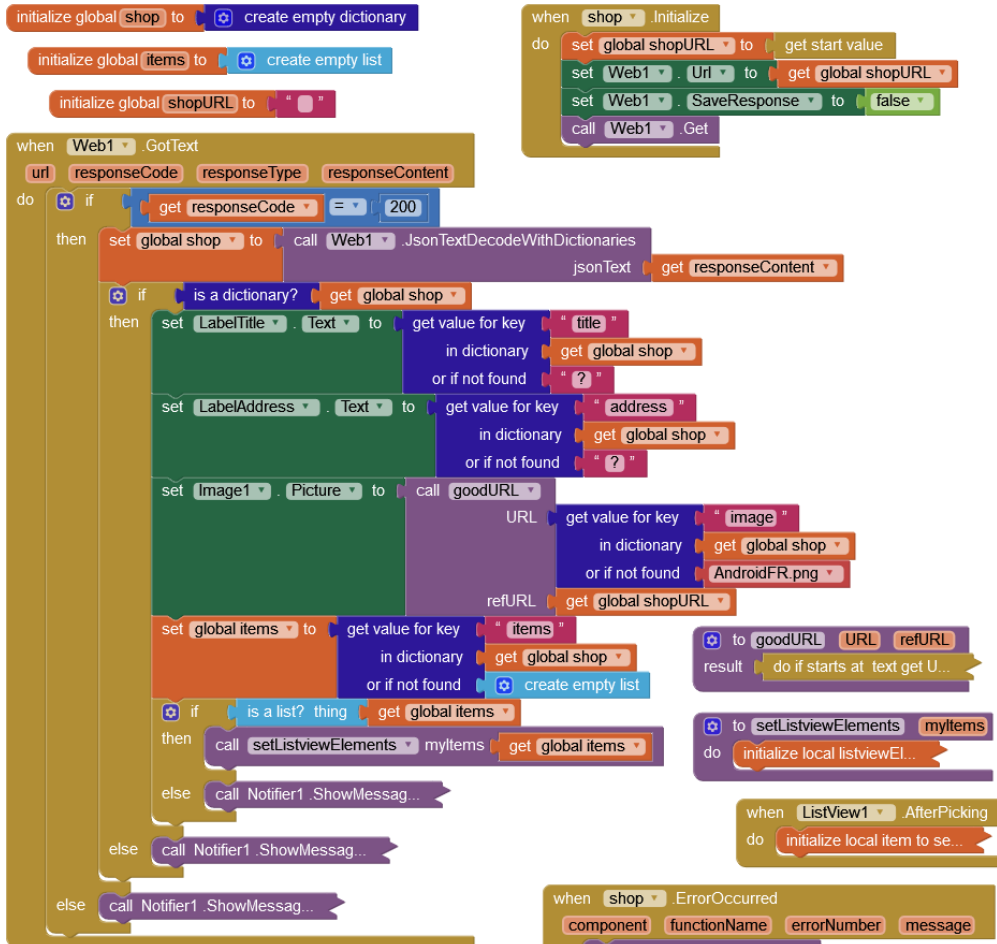 initialize global shop to create empty dictionary
initialize global items to create empty list
initialize global shopURL to " "
when shop .Initialize
do set global shopURL to get start value
set Web1 . Url to get global shopURL
set Web1 . SaveResponse to false
call Web1 .Get
when Web1 .GotText
url responseCode responseType responseContent
do if get responseCode = 200
then set global shop to call Web1 .JsonTextDecodeWithDictionaries
jsonText get responseContent
if is a dictionary? get global shop
then set LabelTitle . Text to get value for key " title "
in dictionary get global shop
or if not found " ? "
set LabelAddress . Text to get value for key " address "
in dictionary get global shop
or if not found " ? "
set Image1 . Picture to call goodURL
URL get value for key " image "
in dictionary get global shop
or if not found AndroidFR.png
refURL get global shopURL
set global items to get value for key " items "
in dictionary get global shop
or if not found create empty list
if is a list? thing get global items
then call setListviewElements myItems get global items
else call Notifier1 .ShowMessag...
else call Notifier1 .ShowMessag...
else call Notifier1 .ShowMessag...
to goodURL URL refURL
result do if starts at text get U...
to setListviewElements myItems
do initialize local listviewEl...
when ListView1 .AfterPicking
do initialize local item to se...
when shop .ErrorOccurred
component functionName errorNumber message